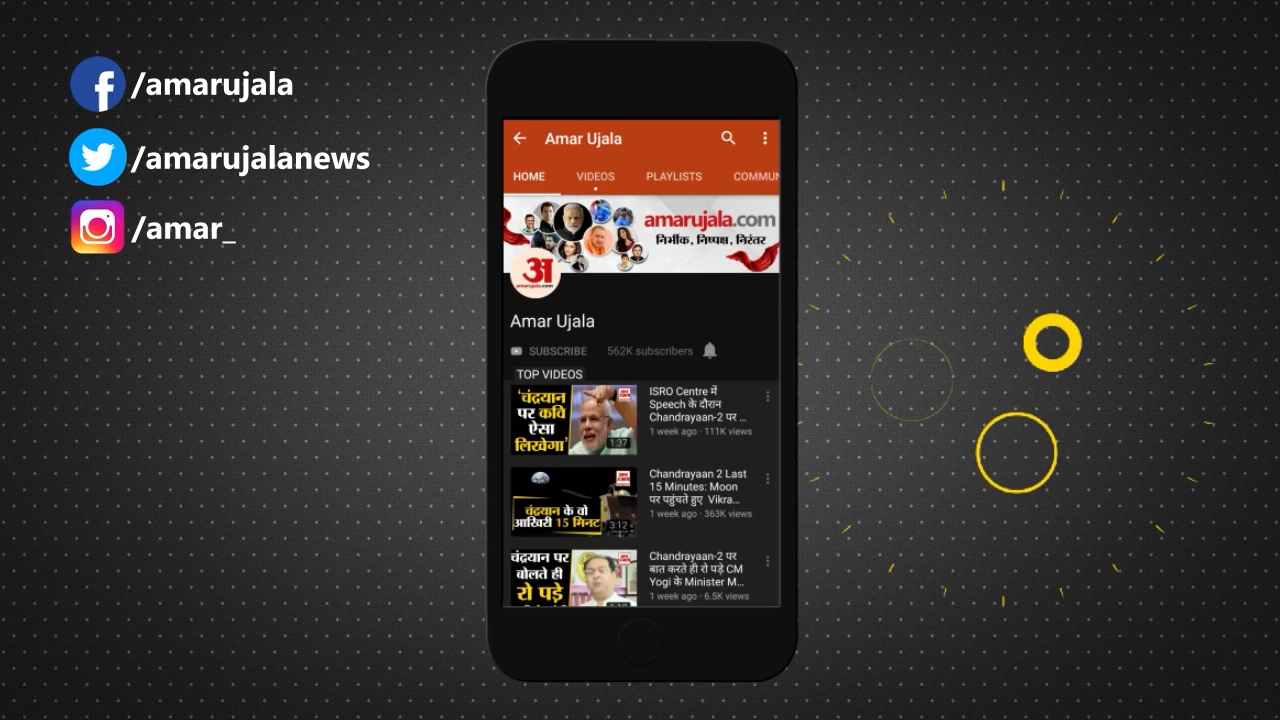 /amarujala
/amarujalanews
/amar_
Amar Ujala
HOME VIDEOS PLAYLISTS COMMUN
amarujala.com
निर्भीक, निष्पक्ष, निरंतर
अ
amarujala.com
Amar Ujala
SUBSCRIBE 562K subscribers
TOP VIDEOS
'चंद्रयान
पर कवि
ऐसा
लिखेगा'
1:37
ISRO Centre में
Speech के दौरान
Chandrayaan-2 पर ...
1 week ago · 111K views
चंद्रयान के वो
आखिरी 15 मिनट
3:12
Chandrayaan 2 Last
15 Minutes: Moon
पर पहुंचते हुए Vikra...
1 week ago · 363K views
चंद्रयान पर
बोलते ही
रो पड़े
Chandrayaan-2 पर
बात करते ही रो पड़े CM
Yogi के Minister M...
1 week ago · 6.5K views